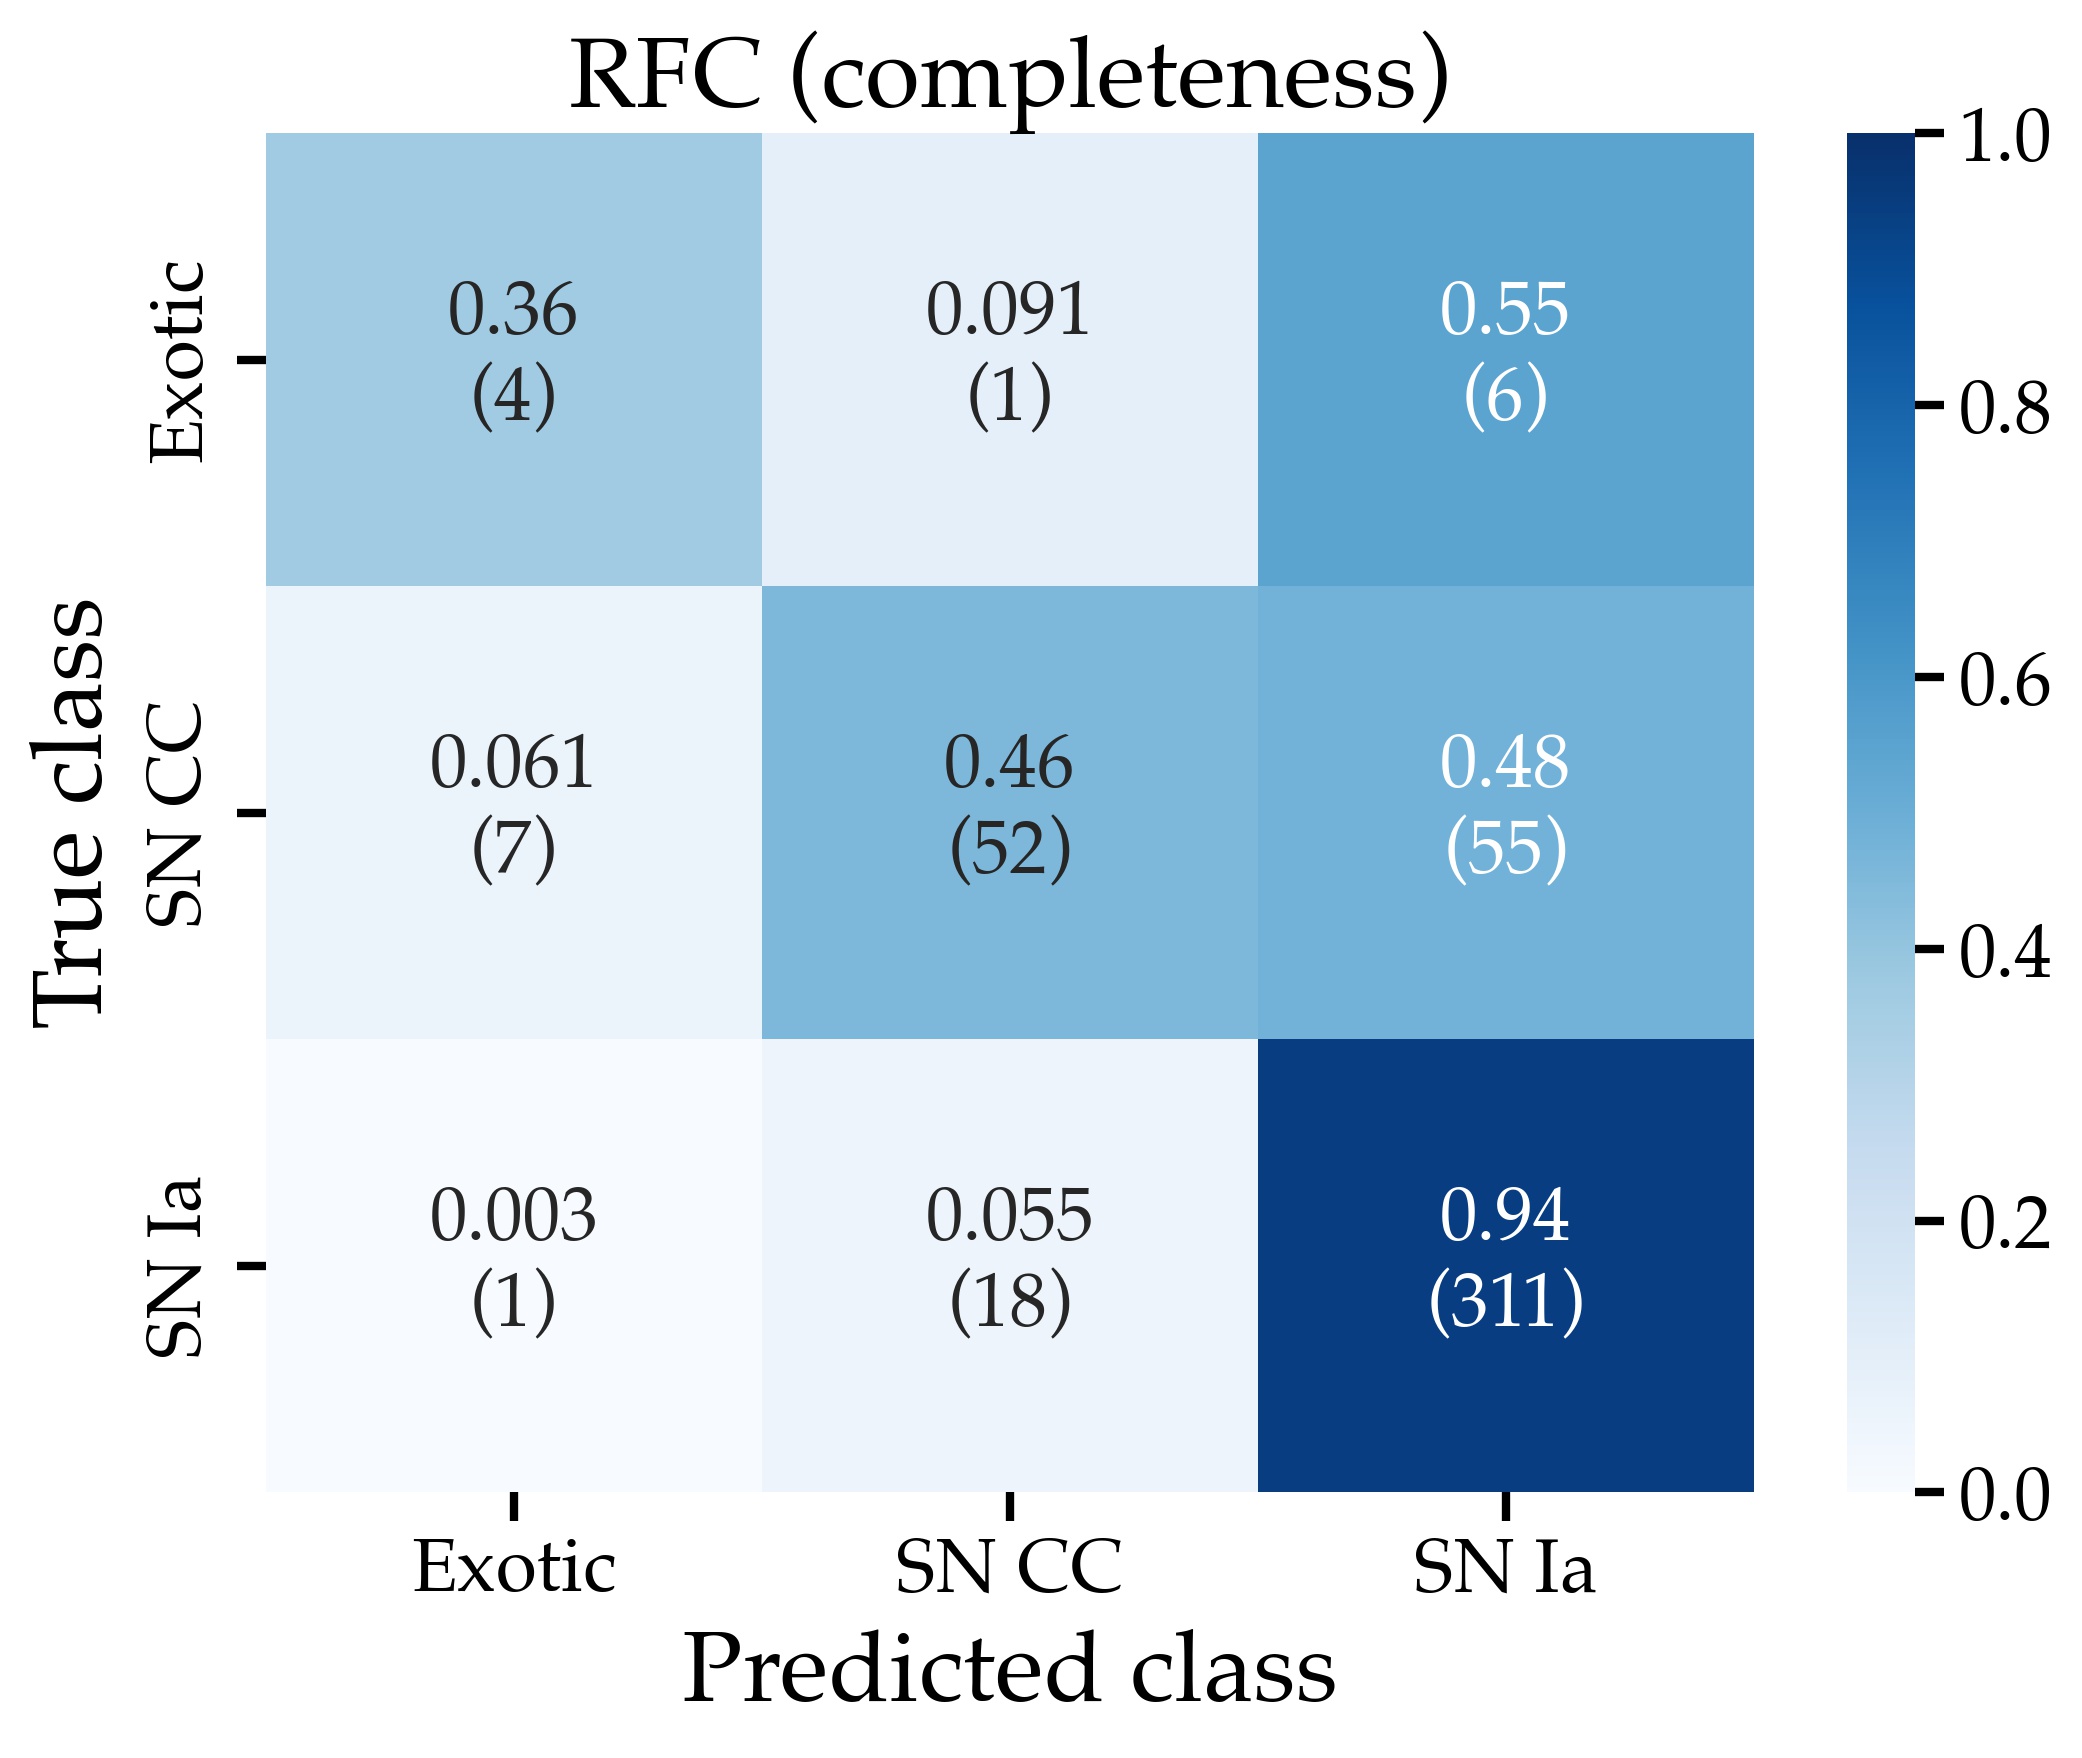 RFC (completeness)
True class
Exotic
0.36
(4)
0.091
(1)
0.55
(6)
SN CC
0.061
(7)
0.46
(52)
0.48
(55)
SN Ia
0.003
(1)
0.055
(18)
0.94
(311)
Exotic
SN CC
SN Ia
Predicted class
1.0
0.8
0.6
0.4
0.2
0.0